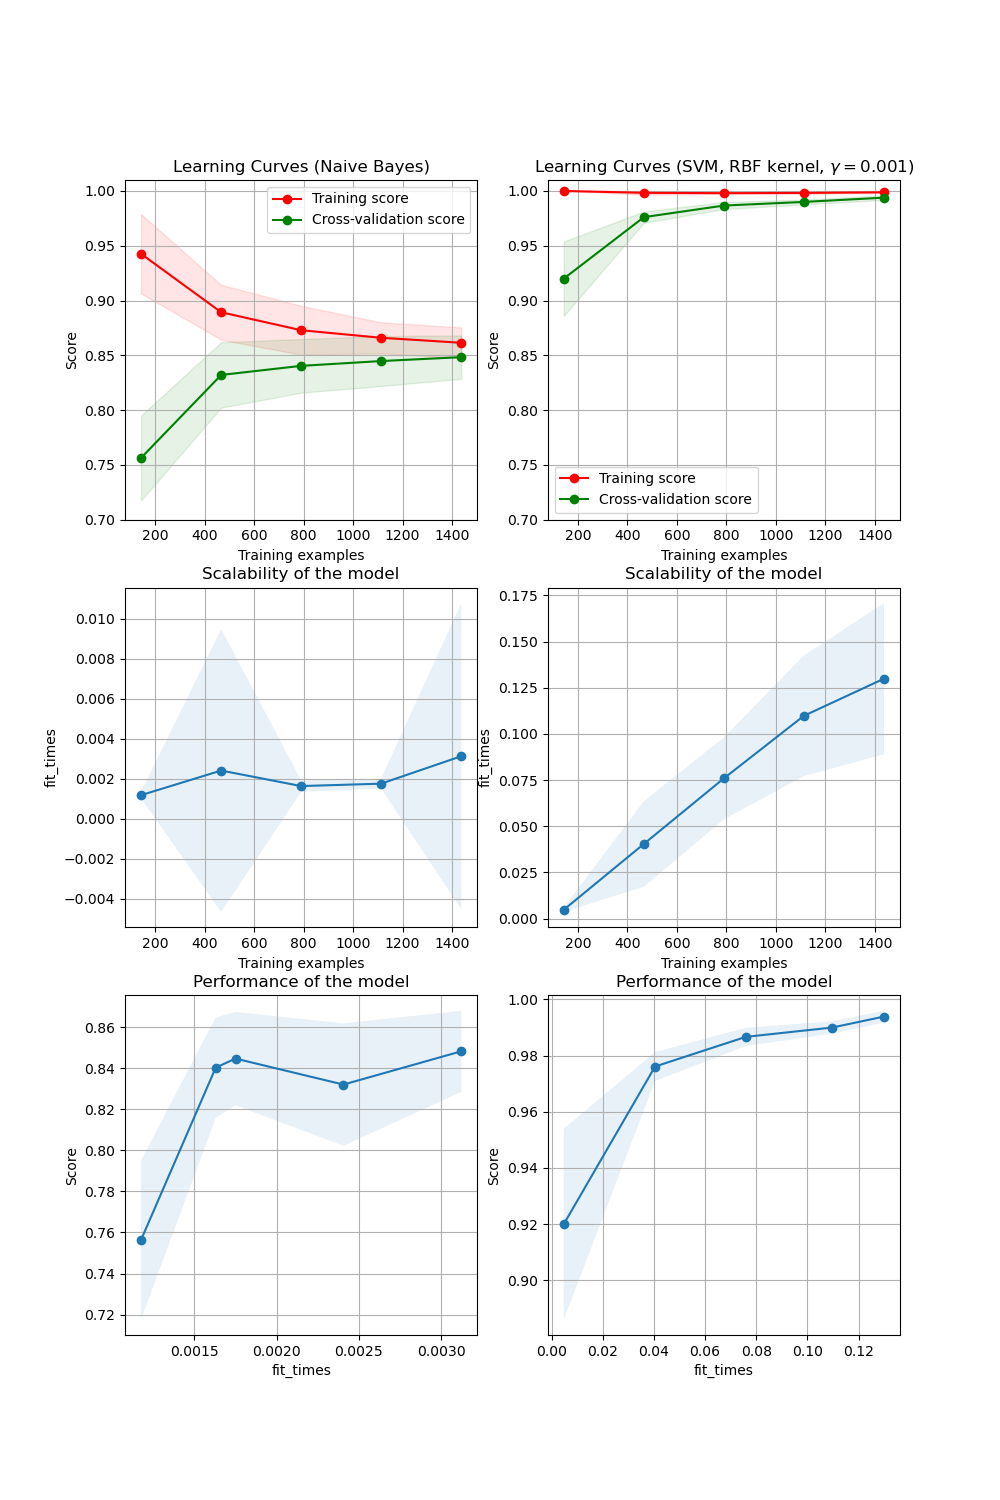 Learning Curves (Naive Bayes)
1.00
0.95
0.90
0.85
0.80
0.75
0.70
Score
Training score
Cross-validation score
200 400 600 800 1000 1200 1400
Training examples
Learning Curves (SVM, RBF kernel, γ = 0.001)
1.00
0.95
0.90
0.85
0.80
0.75
0.70
Score
Training score
Cross-validation score
200 400 600 800 1000 1200 1400
Training examples
Scalability of the model
0.010
0.008
0.006
0.004
0.002
0.000
−0.002
−0.004
fit_times
200 400 600 800 1000 1200 1400
Training examples
Scalability of the model
0.175
0.150
0.125
0.100
0.075
0.050
0.025
0.000
fit_times
200 400 600 800 1000 1200 1400
Training examples
Performance of the model
0.86
0.84
0.82
0.80
0.78
0.76
0.74
0.72
Score
0.0015 0.0020 0.0025 0.0030
fit_times
Performance of the model
1.00
0.98
0.96
0.94
0.92
0.90
Score
0.00 0.02 0.04 0.06 0.08 0.10 0.12
fit_times